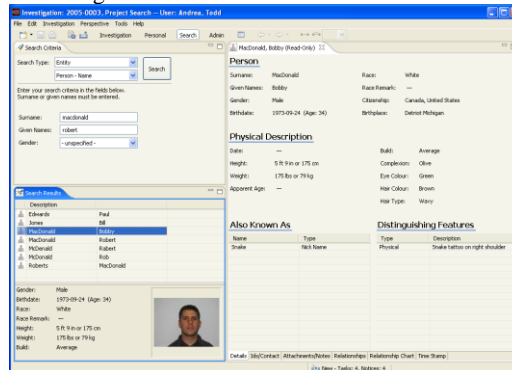 Investigation: 2005-0003, Project Search -- User: Andrea, Todd
File Edit Investigation Perspective Tools Help
Investigation Personal Search Admin
Search Criteria
Search Type: Entity
Person - Name
Search
Enter your search criteria in the fields below.
Surname or given names must be entered.
Surname: macdonald
Given Names: robert
Gender: - unspecified -
Search Results
Description
Edwards Paul
Jones Bill
MacDonald Bobby
MacDonald Robert
McDenald Robert
McDonald Rob
Roberts MacDonald
Gender: Male
Birthdate: 1973-09-24 (Age: 34)
Race: White
Race Remark: ---
Height: 5 ft 9 in or 175 cm
Weight: 175 lbs or 79 kg
Build: Average
MacDonald, Bobby (Read-Only)
Person
Surname: MacDonald Race: White
Given Names: Bobby Race Remark: ---
Gender: Male Citizenship: Canada, United States
Birthdate: 1973-09-24 (Age: 34) Birthplace: Detroit Michigan
Physical Description
Date: --- Build: Average
Height: 5 ft 9 in or 175 cm Complexion: Olive
Weight: 175 lbs or 79 kg Eye Colour: Green
Apparent Age: --- Hair Colour: Brown
Hair Type: Wavy
Also Known As Distinguishing Features
Name Type Type Description
Snake Nick Name Physical Snake tattoo on right shoulder
Details Ids/Contact Attachments/Notes Relationships Relationship Chart Time Stamp
New - Tasks: 4, Notices: 4